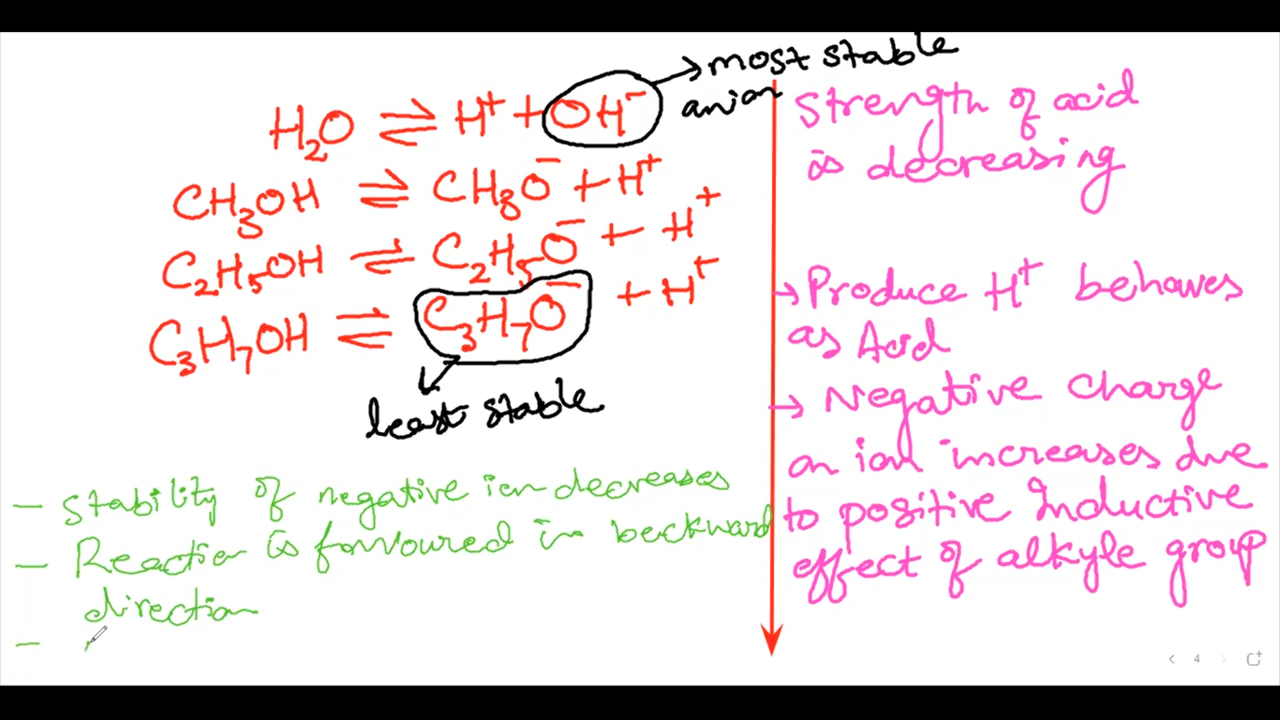 H₂O ⇌ H⁺ + OH⁻ → most stable
anion
CH₃OH ⇌ CH₃O⁻ + H⁺
C₂H₅OH ⇌ C₂H₅O⁻ + H⁺
C₃H₇OH ⇌ C₃H₇O⁻ + H⁺
least stable
– Stability of negative ion decreases
– Reaction is favoured in backward
direction
–
Strength of acid
is decreasing
→ Produce H⁺ behaves
as Acid
→ Negative charge
on ion increases due
to positive Inductive
effect of alkyle group
< 4 >